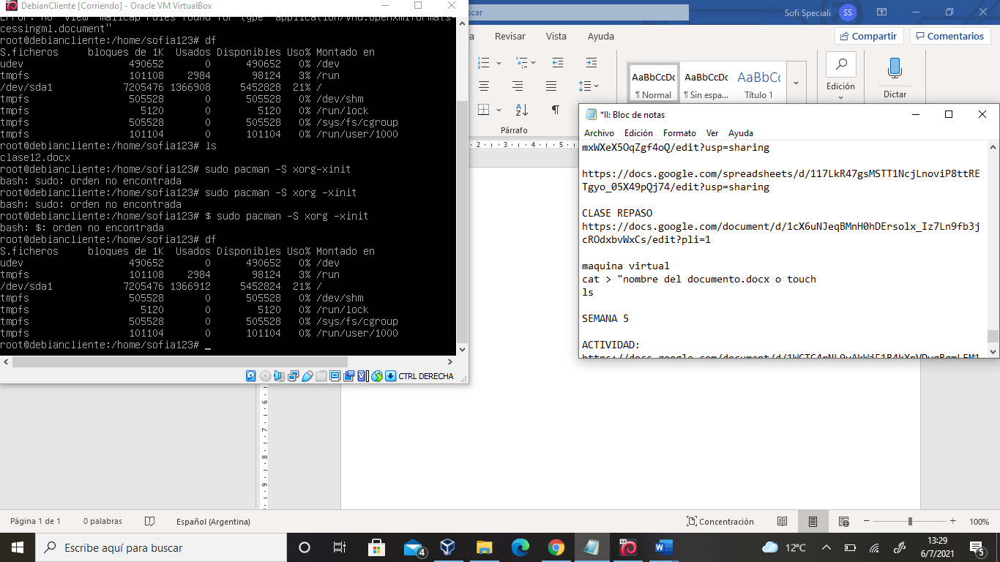 DebianCliente [Corriendo] - Oracle VM VirtualBox
cessingml.document"
root@debiancliente:/home/sofia123# df
S.ficheros     bloques de 1K  Usados Disponibles Uso% Montado en
udev                  490652       0      490652   0% /dev
tmpfs                 101108    2984       98124   3% /run
/dev/sda1            7205476 1366908     5452828  21% /
tmpfs                 505528       0      505528   0% /dev/shm
tmpfs                   5120       0        5120   0% /run/lock
tmpfs                 505528       0      505528   0% /sys/fs/cgroup
tmpfs                 101104       0      101104   0% /run/user/1000
root@debiancliente:/home/sofia123# ls
clase12.docx
root@debiancliente:/home/sofia123# sudo pacman -S xorg-xinit
bash: sudo: orden no encontrada
root@debiancliente:/home/sofia123# sudo pacman -S xorg -xinit
bash: sudo: orden no encontrada
root@debiancliente:/home/sofia123# $ sudo pacman -S xorg -xinit
bash: $: orden no encontrada
root@debiancliente:/home/sofia123# df
S.ficheros     bloques de 1K  Usados Disponibles Uso% Montado en
udev                  490652       0      490652   0% /dev
tmpfs                 101108    2984       98124   3% /run
/dev/sda1            7205476 1366912     5452824  21% /
tmpfs                 505528       0      505528   0% /dev/shm
tmpfs                   5120       0        5120   0% /run/lock
tmpfs                 505528       0      505528   0% /sys/fs/cgroup
tmpfs                 101104       0      101104   0% /run/user/1000
root@debiancliente:/home/sofia123# _
CTRL DERECHA
Sofi Speciali SS
Revisar Vista Ayuda
Compartir Comentarios
AaBbCcDc AaBbCcDc AaBbCc
¶ Normal ¶ Sin espa... Título 1
Edición
Dictar
Párrafo
*II: Bloc de notas
Archivo Edición Formato Ver Ayuda
mxWXeX5OqZgf4oQ/edit?usp=sharing
https://docs.google.com/spreadsheets/d/117LkR47gsMSTT1NcjLnoviP8ttRE
Tgyo_05X49pQj74/edit?usp=sharing
CLASE REPASO
https://docs.google.com/document/d/1cX6uNJeqBMnH0hDErsolx_Iz7Ln9fb3j
cROdxbvWxCs/edit?pli=1
maquina virtual
cat > "nombre del documento.docx o touch
ls
SEMANA 5
ACTIVIDAD:
Página 1 de 1 0 palabras Español (Argentina)
Concentración
100%
Escribe aquí para buscar
4
12°C
13:29
6/7/2021
5